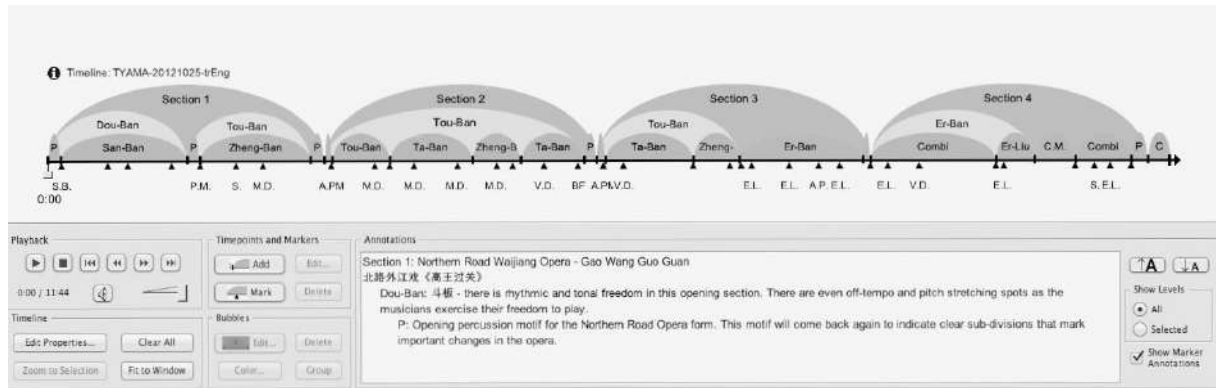 Timeline: TYAMA-20121025-trEng
Section 1 Section 2 Section 3 Section 4
Dou-Ban Tou-Ban Tou-Ban Tou-Ban Er-Ban
P San-Ban P Zheng-Ban P Tou-Ban Ta-Ban Zheng-B Ta-Ban P Ta-Ban Zheng- Er-Ban Combi Er-Liu C.M. Combi P C
S.B. P.M. S. M.D. A.PM M.D. M.D. M.D. M.D. V.D. BF A.PM.V.D. E.L. E.L. A P. E.L. E.L. V.D. E.L. S. E.L.
0:00
Playback Timepoints and Markers Annotations
Add Edit...
0:00 / 11:44 Mark Delete
Timeline Bubbles
Edit Properties... Clear All Edit... Delete
Zoom to Selection Fit to Window Color... Group
Section 1: Northern Road Waijiang Opera - Gao Wang Guo Guan
北路外江戏《高王过关》
Dou-Ban: 斗板 - there is rhythmic and tonal freedom in this opening section. There are even off-tempo and pitch stretching spots as the
musicians exercise their freedom to play.
P: Opening percussion motif for the Northern Road Opera form. This motif will come back again to indicate clear sub-divisions that mark
important changes in the opera.
↑A ↓A
Show Levels
All
Selected
Show Marker
Annotations